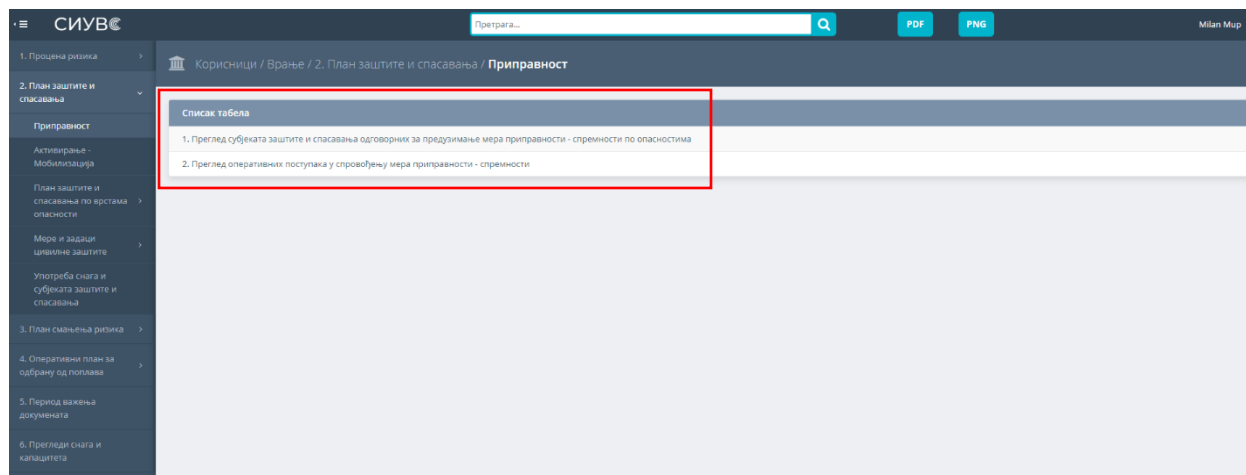 СИУВС
Претрага...
PDF
PNG
Milan Mup
1. Процена ризика
2. План заштите и
спасавања
Приправност
Активирање -
Мобилизација
План заштите и
спасавања по врстама
опасности
Мере и задаци
цивилне заштите
Употреба снага и
субјеката заштите и
спасавања
3. План смањења ризика
4. Оперативни план за
одбрану од поплава
5. Период важења
докумената
6. Прегледи снага и
капацитета
Корисници / Врање / 2. План заштите и спасавања / Приправност
Списак табела
1. Преглед субјеката заштите и спасавања одговорних за предузимање мера приправности - спремности по опасностима
2. Преглед оперативних поступака у спровођењу мера приправности - спремности